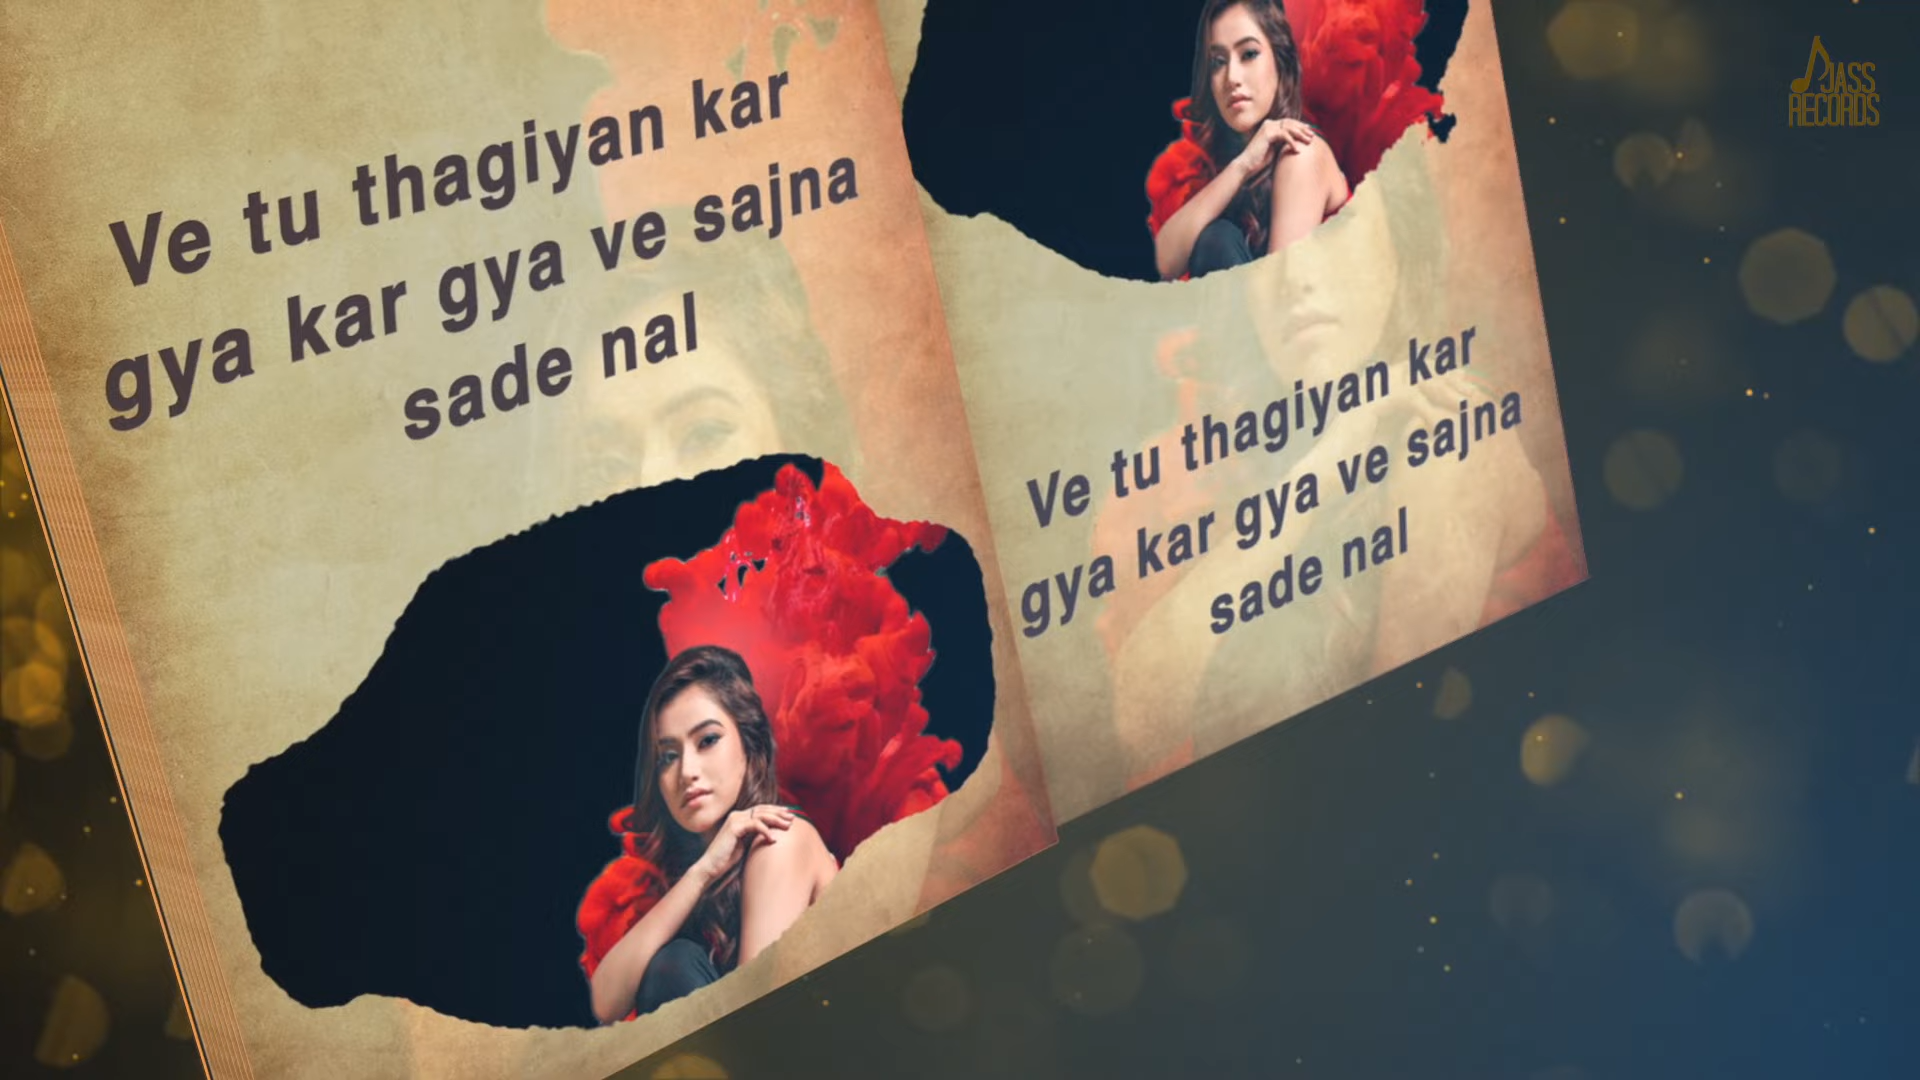 Ve tu thagiyan kar
gya kar gya ve sajna
sade nal
Ve tu thagiyan kar
gya kar gya ve sajna
sade nal
JASS
RECORDS